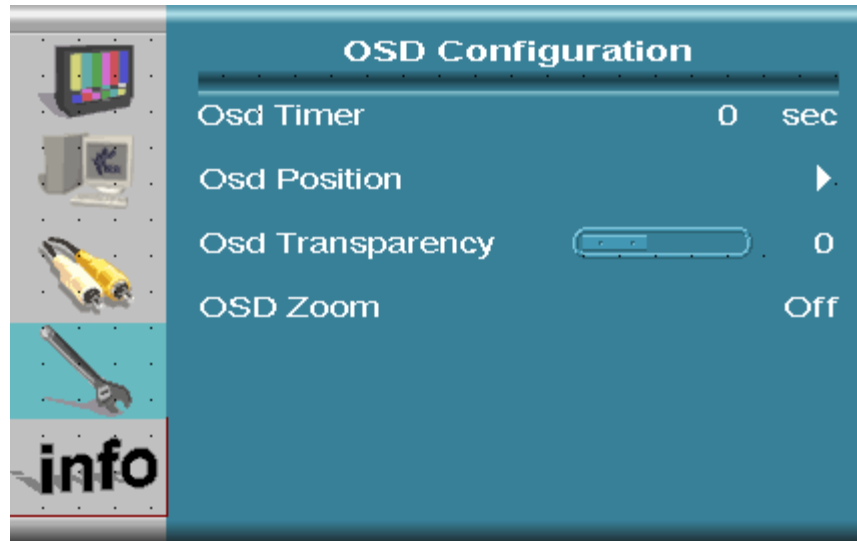 OSD Configuration
Osd Timer 0 sec
Osd Position
Osd Transparency 0
OSD Zoom Off
info